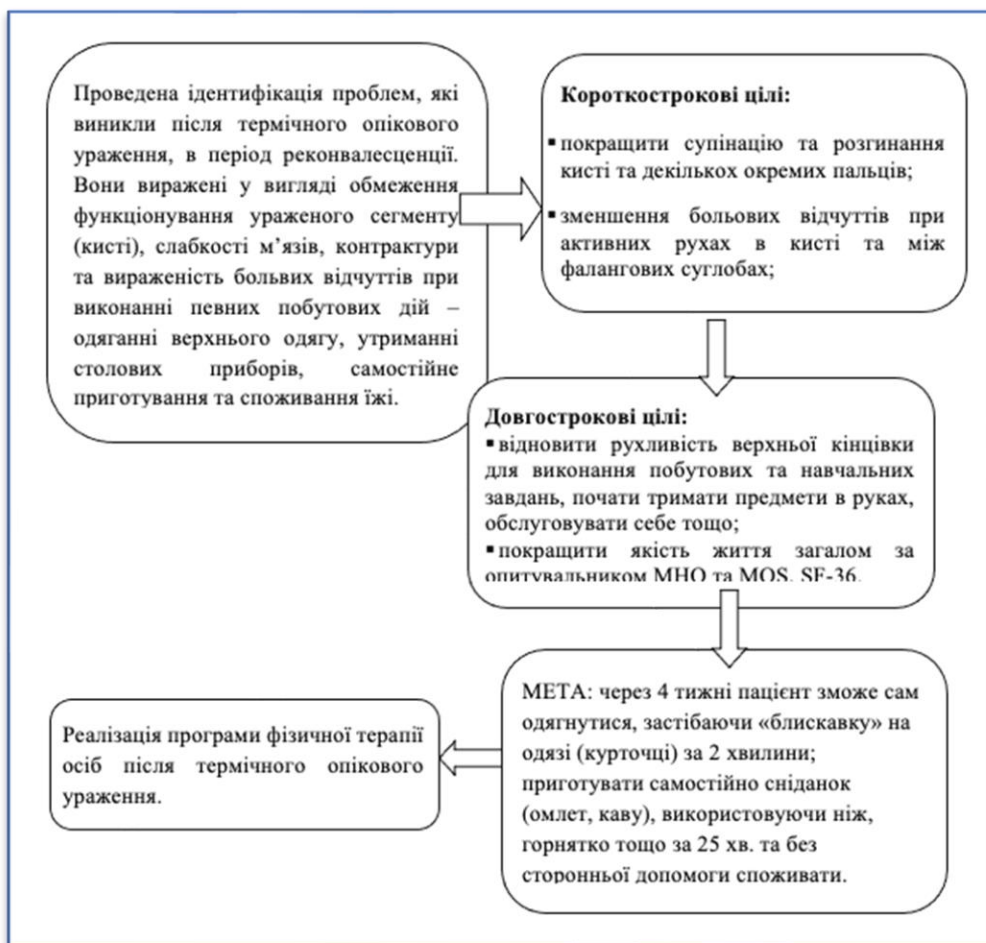 Проведена ідентифікація проблем, які
виникли після термічного опікового
ураження, в період реконвалесценції.
Вони виражені у вигляді обмеження
функціонування ураженого сегменту
(кисті), слабкості м’язів, контрактури
та вираженість больвих відчуттів при
виконанні певних побутових дій –
одяганні верхнього одягу, утриманні
столових приборів, самостійне
приготування та споживання їжі.
Короткострокові цілі:
▪ покращити супінацію та розгинання
кисті та декількох окремих пальців;
▪ зменшення больових відчуттів при
активних рухах в кисті та між
фалангових суглобах;
Довгострокові цілі:
▪ відновити рухливість верхньої кінцівки
для виконання побутових та навчальних
завдань, почати тримати предмети в руках,
обслуговувати себе тощо;
▪ покращити якість життя загалом за
опитувальником МНО та MOS. SF-36.
МЕТА: через 4 тижні пацієнт зможе сам
одягнутися, застібаючи «блискавку» на
одязі (курточці) за 2 хвилини;
приготувати самостійно сніданок
(омлет, каву), використовуючи ніж,
горнятко тощо за 25 хв. та без
сторонньої допомоги споживати.
Реалізація програми фізичної терапії
осіб після термічного опікового
ураження.